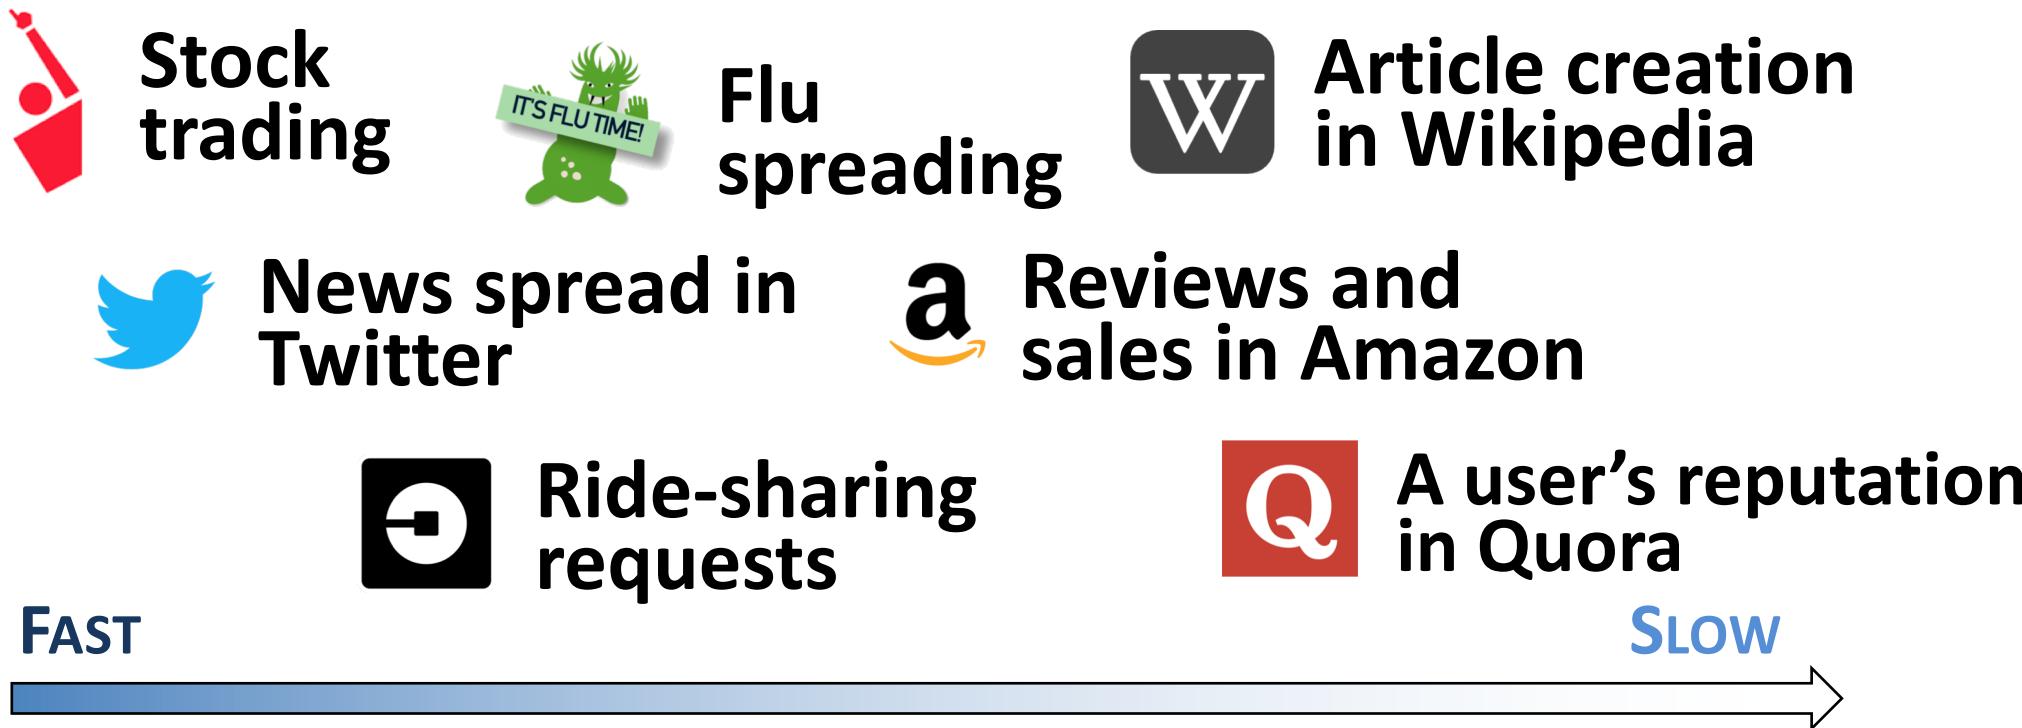 Stock
trading
IT'S FLU TIME!
Flu
spreading
W
Article creation
in Wikipedia
News spread in
Twitter
a
Reviews and
sales in Amazon
Ride-sharing
requests
Q
A user's reputation
in Quora
FAST
SLOW